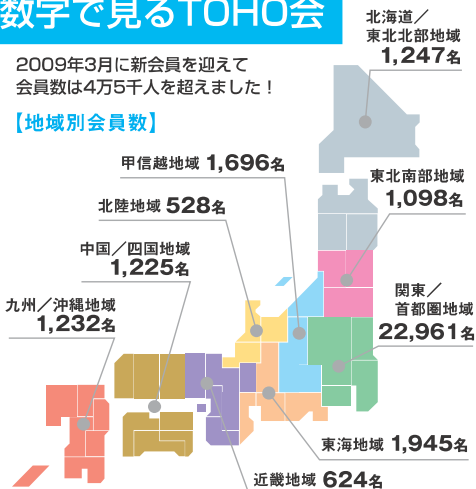 数字で見るTOHO会
2009年3月に新会員を迎えて
会員数は4万5千人を超えました！
【地域別会員数】
北海道／
東北北部地域
1,247名
甲信越地域 1,696名
東北南部地域
1,098名
北陸地域 528名
中国／四国地域
1,225名
関東／
首都圏地域
22,961名
九州／沖縄地域
1,232名
東海地域 1,945名
近畿地域 624名